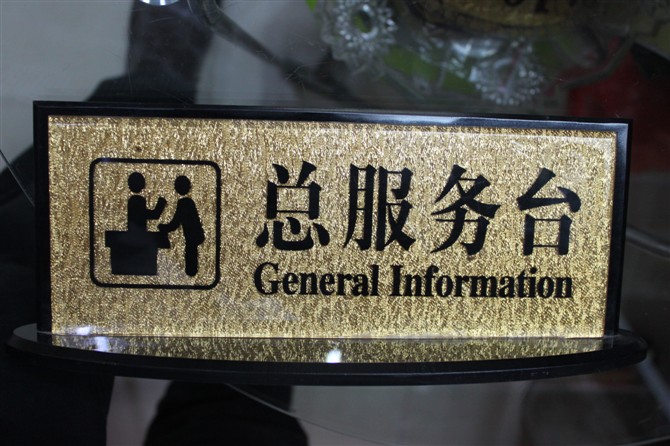 总服务台
General Information